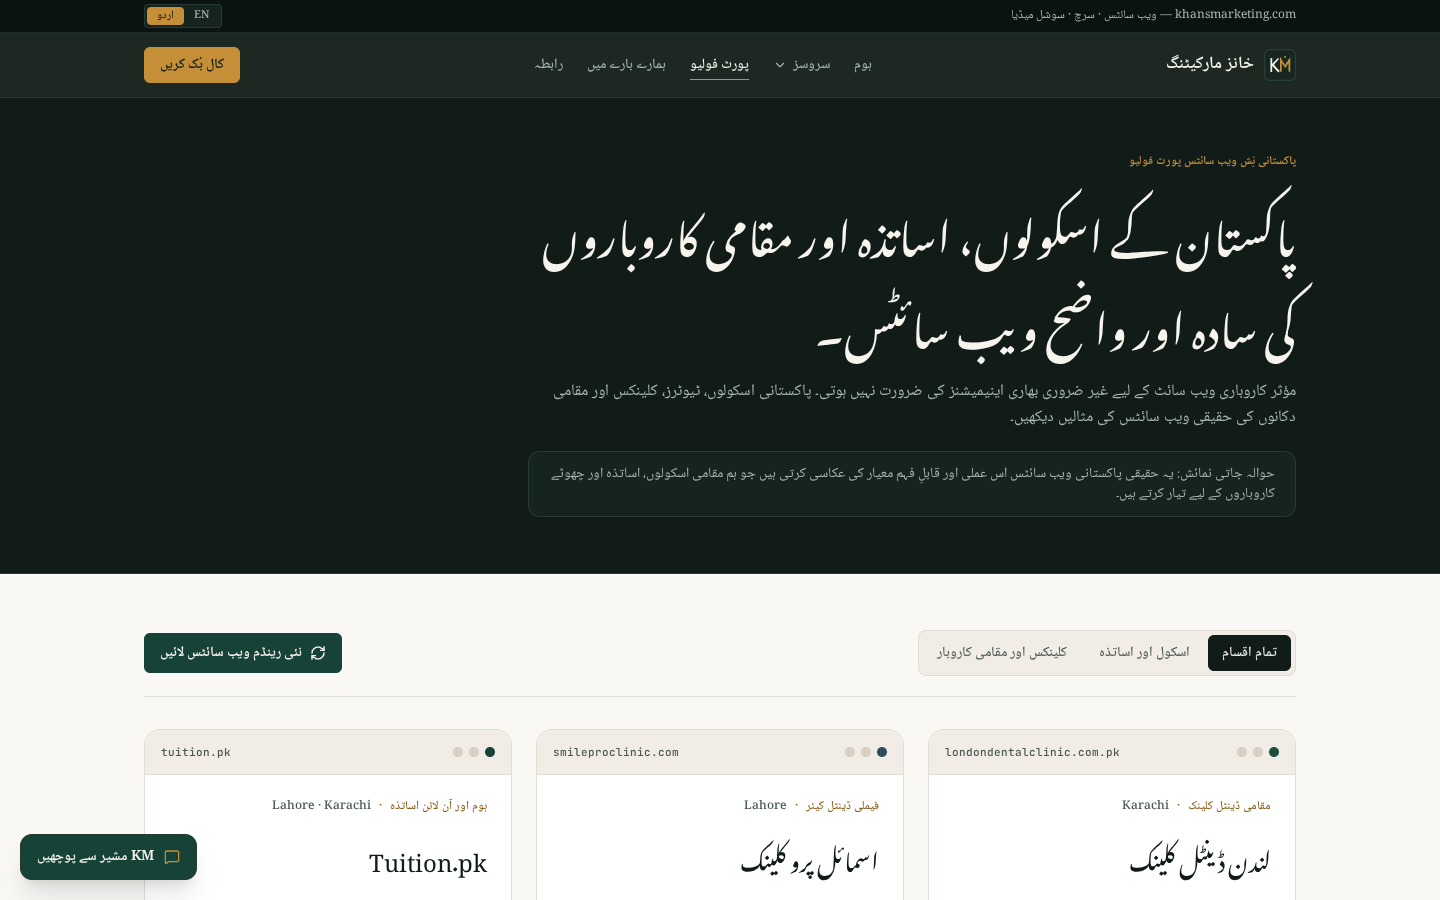 khansmarketing.com — ویب سائٹس · سرچ · سوشل میڈیا
اردو EN
KM خانز مارکیٹنگ
ہوم سروسز پورٹ فولیو ہمارے بارے میں رابطہ
کال بُک کریں
پاکستانی نِش ویب سائٹس پورٹ فولیو
پاکستان کے اسکولوں، اساتذہ اور مقامی کاروباروں
کی سادہ اور واضح ویب سائٹس۔
مؤثر کاروباری ویب سائٹ کے لیے غیر ضروری بھاری اینیمیشنز کی ضرورت نہیں ہوتی۔ پاکستانی اسکولوں، ٹیوٹرز، کلینکس اور مقامی
دکانوں کی حقیقی ویب سائٹس کی مثالیں دیکھیں۔
حوالہ جاتی نمائش: یہ حقیقی پاکستانی ویب سائٹس اس عملی اور قابلِ فہم معیار کی عکاسی کرتی ہیں جو ہم مقامی اسکولوں، اساتذہ اور چھوٹے
کاروباروں کے لیے تیار کرتے ہیں۔
تمام اقسام اسکول اور اساتذہ کلینکس اور مقامی کاروبار
نئی رینڈم ویب سائٹس لائیں
londondentalclinic.com.pk
مقامی ڈینٹل کلینک · Karachi
لندن ڈینٹل کلینک
smileproclinic.com
فیملی ڈینٹل کیئر · Lahore
اسمائل پرو کلینک
tuition.pk
ہوم اور آن لائن اساتذہ · Lahore · Karachi
Tuition.pk
KM مشیر سے پوچھیں